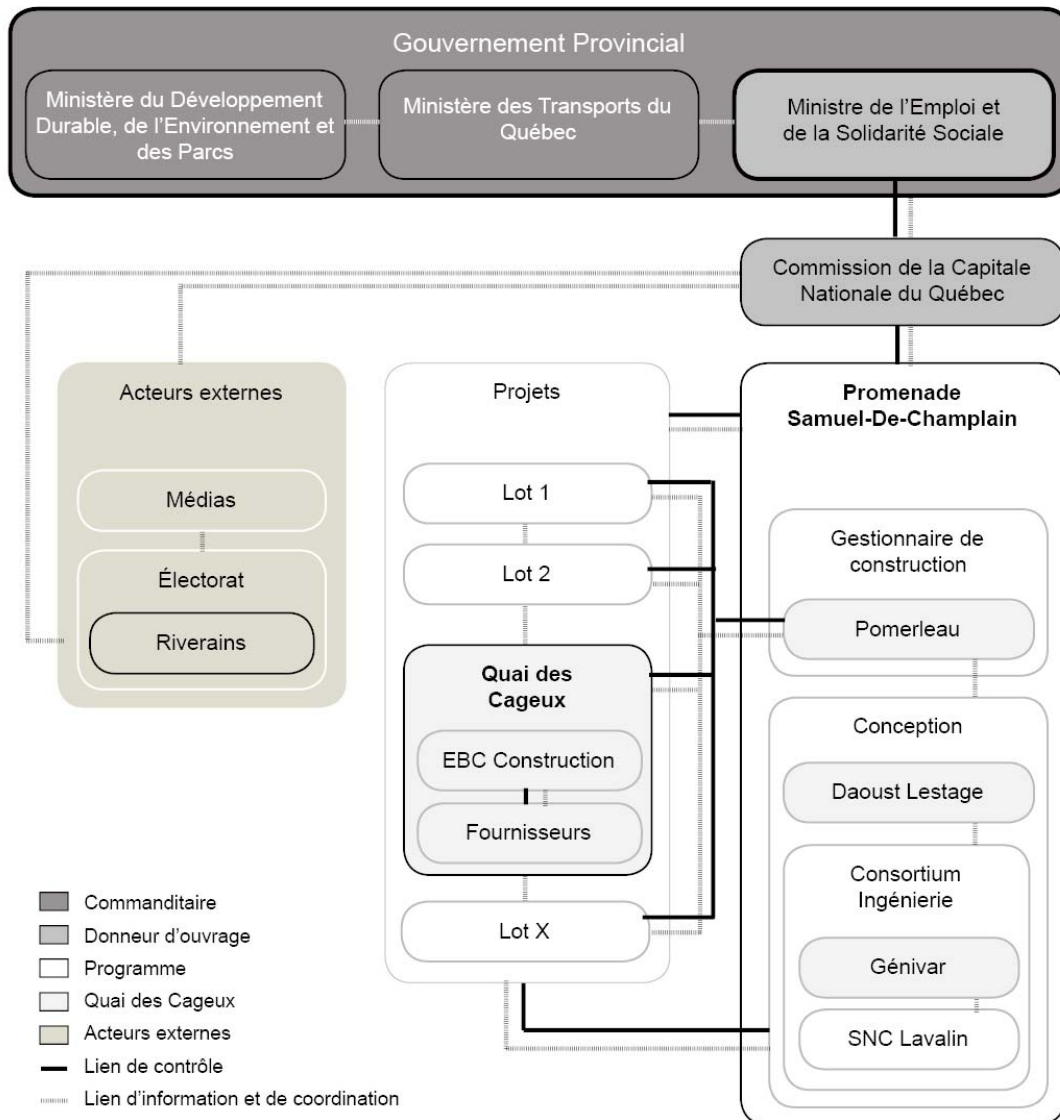 Gouvernement Provincial
Ministère du Développement
Durable, de l'Environnement et
des Parcs
Ministère des Transports du
Québec
Ministre de l'Emploi et
de la Solidarité Sociale
Commission de la Capitale
Nationale du Québec
Acteurs externes
Médias
Électorat
Riverains
Projets
Lot 1
Lot 2
Quai des
Cageux
EBC Construction
Fournisseurs
Lot X
Promenade
Samuel-De-Champlain
Gestionnaire de
construction
Pomerleau
Conception
Daoust Lestage
Consortium
Ingénierie
Génivar
SNC Lavalin
Commanditaire
Donneur d'ouvrage
Programme
Quai des Cageux
Acteurs externes
Lien de contrôle
Lien d'information et de coordination